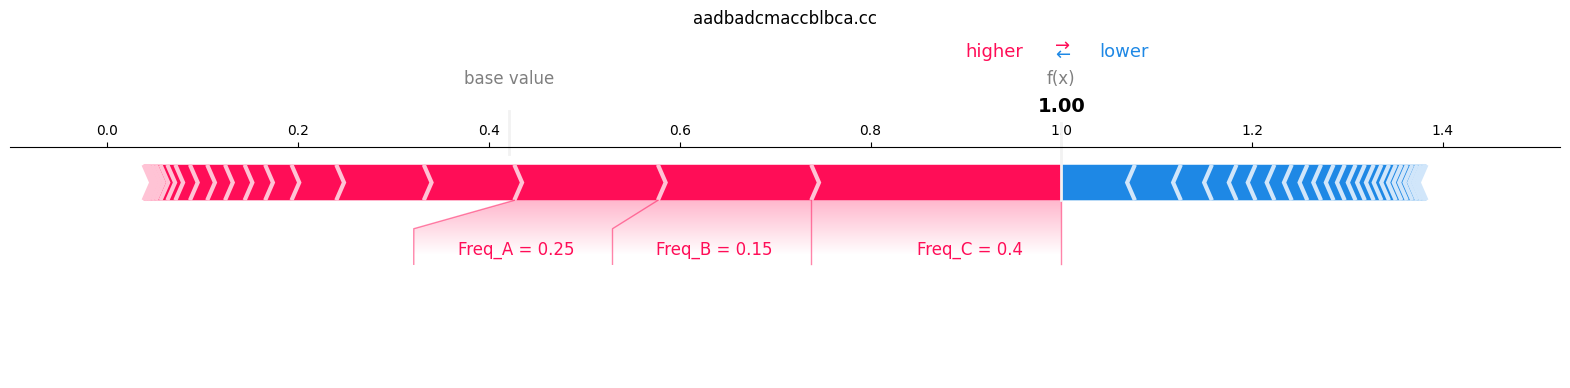 aadbadcmaccblbca.cc
higher ⇄ lower
base value f(x)
1.00
0.0 0.2 0.4 0.6 0.8 1.0 1.2 1.4
Freq_A = 0.25 Freq_B = 0.15 Freq_C = 0.4